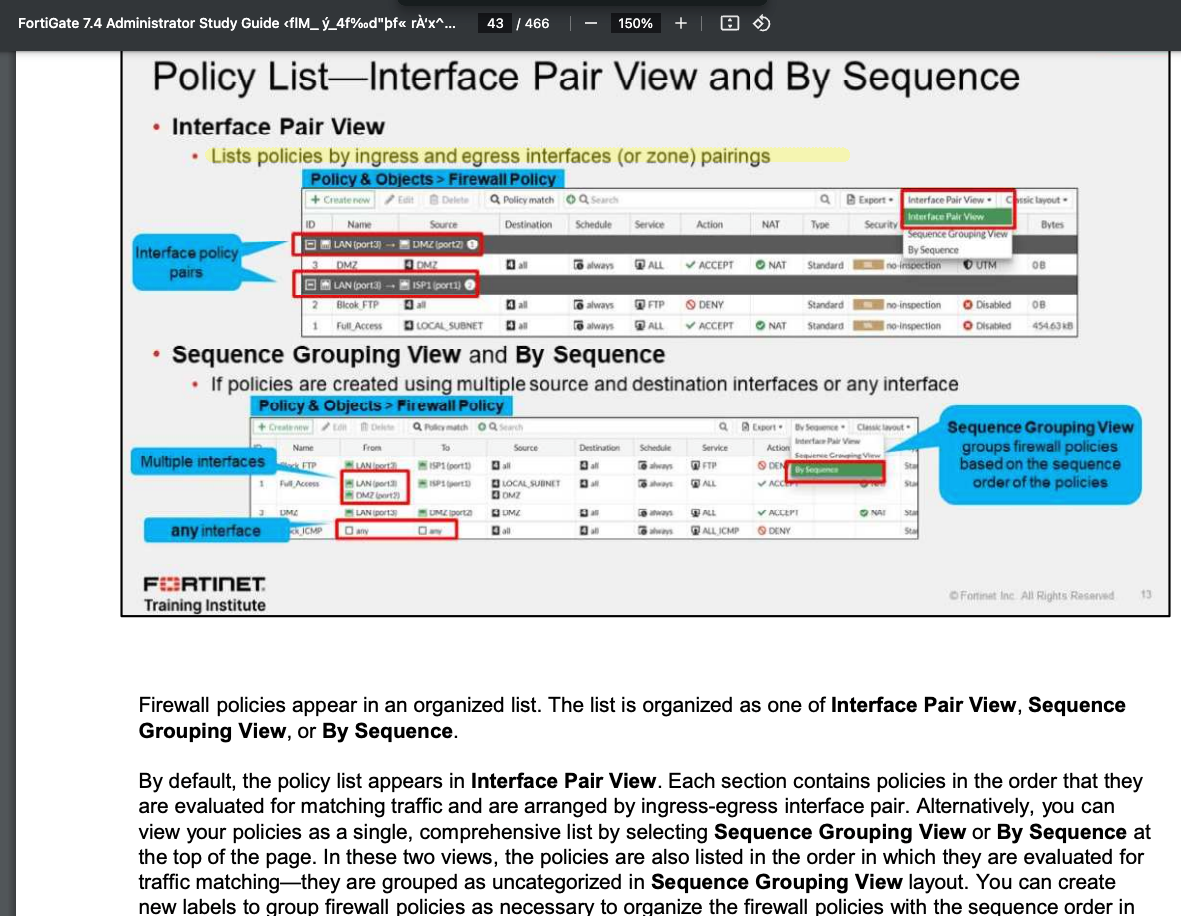 FortiGate 7.4 Administrator Study Guide ‹flM_ ý_4f‰d"þf« rÀ'x^...
43 / 466
150%
Policy List—Interface Pair View and By Sequence
• Interface Pair View
• Lists policies by ingress and egress interfaces (or zone) pairings
Policy & Objects > Firewall Policy
Create new Edit Delete Policy match Search Export Interface Pair View Classic layout
Interface Pair View
Sequence Grouping View
By Sequence
ID Name Source Destination Schedule Service Action NAT Type Security Bytes
LAN (port3) → DMZ (port2) 1
3 DMZ DMZ all always ALL ACCEPT NAT Standard no-inspection UTM 0 B
LAN (port3) → ISP1 (port1) 2
2 Blcok_FTP all all always FTP DENY Standard no-inspection Disabled 0 B
1 Full_Access LOCAL_SUBNET all always ALL ACCEPT NAT Standard no-inspection Disabled 454.63 kB
Interface policy
pairs
• Sequence Grouping View and By Sequence
• If policies are created using multiple source and destination interfaces or any interface
Policy & Objects > Firewall Policy
Create new Edit Delete Policy match Search Export By Sequence Classic layout
Interface Pair View
Sequence Grouping View
By Sequence
Name From To Source Destination Schedule Service Action
FTP LAN (port3) ISP1 (port1) all all always FTP
1 Full_Access LAN (port3) ISP1 (port1) LOCAL_SUBNET all always ALL
DMZ (port2) DMZ
3 DMZ LAN (port3) DMZ (port2) DMZ all always ALL ACCEPT NAT
any any all all always ALL_ICMP DENY
Multiple interfaces
any interface
Sequence Grouping View
groups firewall policies
based on the sequence
order of the policies
FORTINET
Training Institute
© Fortinet Inc. All Rights Reserved. 13
Firewall policies appear in an organized list. The list is organized as one of Interface Pair View, Sequence
Grouping View, or By Sequence.
By default, the policy list appears in Interface Pair View. Each section contains policies in the order that they
are evaluated for matching traffic and are arranged by ingress-egress interface pair. Alternatively, you can
view your policies as a single, comprehensive list by selecting Sequence Grouping View or By Sequence at
the top of the page. In these two views, the policies are also listed in the order in which they are evaluated for
traffic matching—they are grouped as uncategorized in Sequence Grouping View layout. You can create
new labels to group firewall policies as necessary to organize the firewall policies with the sequence order in